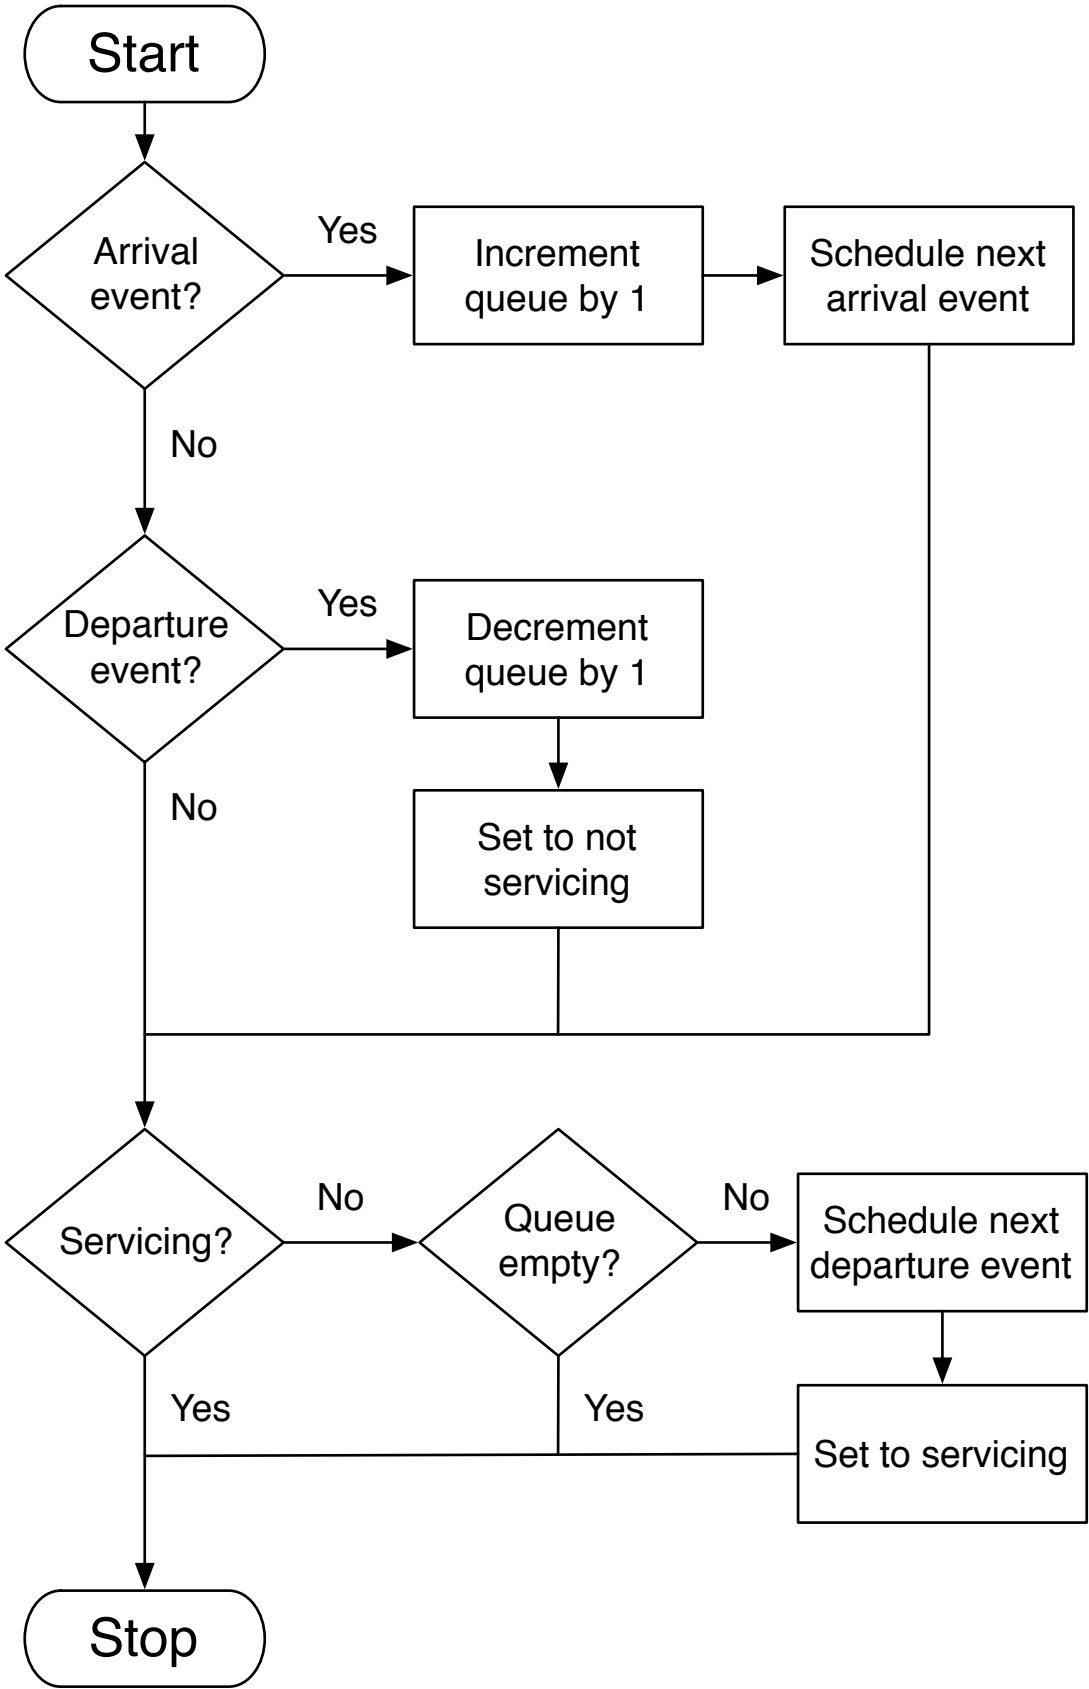 Start
Arrival
event?
Yes
Increment
queue by 1
Schedule next
arrival event
No
Departure
event?
Yes
Decrement
queue by 1
No
Set to not
servicing
Servicing?
No
Queue
empty?
No
Schedule next
departure event
Yes
Yes
Set to servicing
Stop